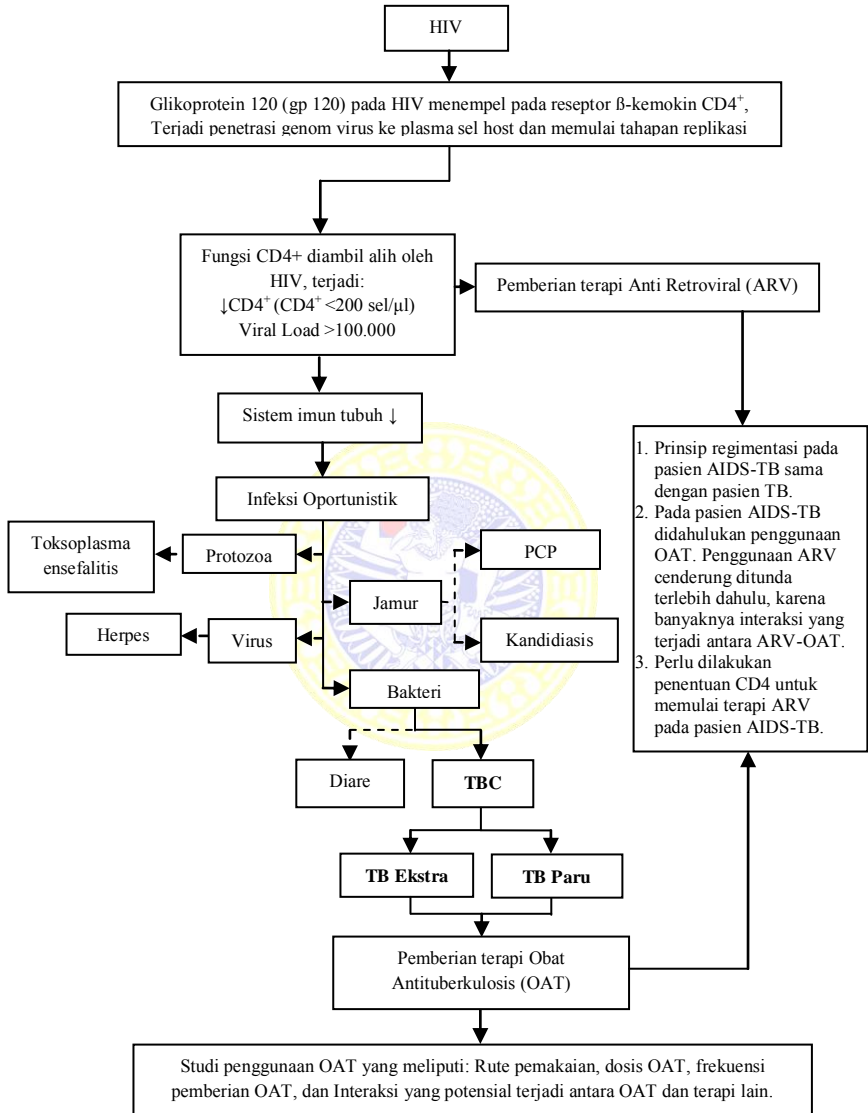 HIV
Glikoprotein 120 (gp 120) pada HIV menempel pada reseptor ß-kemokin CD4⁺,
Terjadi penetrasi genom virus ke plasma sel host dan memulai tahapan replikasi
Fungsi CD4+ diambil alih oleh
HIV, terjadi:
↓CD4⁺ (CD4⁺ <200 sel/µl)
Viral Load >100.000
Pemberian terapi Anti Retroviral (ARV)
Sistem imun tubuh ↓
Infeksi Oportunistik
1. Prinsip regimentasi pada
pasien AIDS-TB sama
dengan pasien TB.
2. Pada pasien AIDS-TB
didahulukan penggunaan
OAT. Penggunaan ARV
cenderung ditunda
terlebih dahulu, karena
banyaknya interaksi yang
terjadi antara ARV-OAT.
3. Perlu dilakukan
penentuan CD4 untuk
memulai terapi ARV
pada pasien AIDS-TB.
Toksoplasma
ensefalitis
Protozoa
PCP
Jamur
Herpes
Virus
Kandidiasis
Bakteri
Diare
TBC
TB Ekstra
TB Paru
Pemberian terapi Obat
Antituberkulosis (OAT)
Studi penggunaan OAT yang meliputi: Rute pemakaian, dosis OAT, frekuensi
pemberian OAT, dan Interaksi yang potensial terjadi antara OAT dan terapi lain.